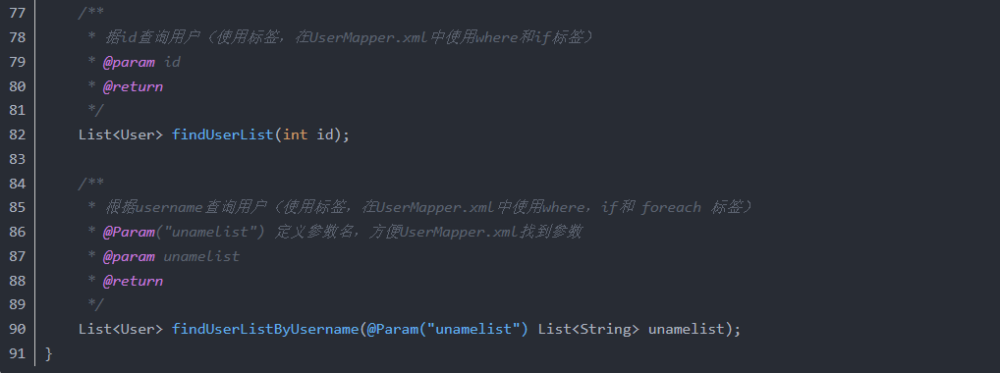 77 /**
78 * 据id查询用户（使用标签，在UserMapper.xml中使用where和if标签）
79 * @param id
80 * @return
81 */
82 List<User> findUserList(int id);
83
84 /**
85 * 根据username查询用户（使用标签，在UserMapper.xml中使用where，if和 foreach 标签）
86 * @Param("unamelist") 定义参数名，方便UserMapper.xml找到参数
87 * @param unamelist
88 * @return
89 */
90 List<User> findUserListByUsername(@Param("unamelist") List<String> unamelist);
91 }